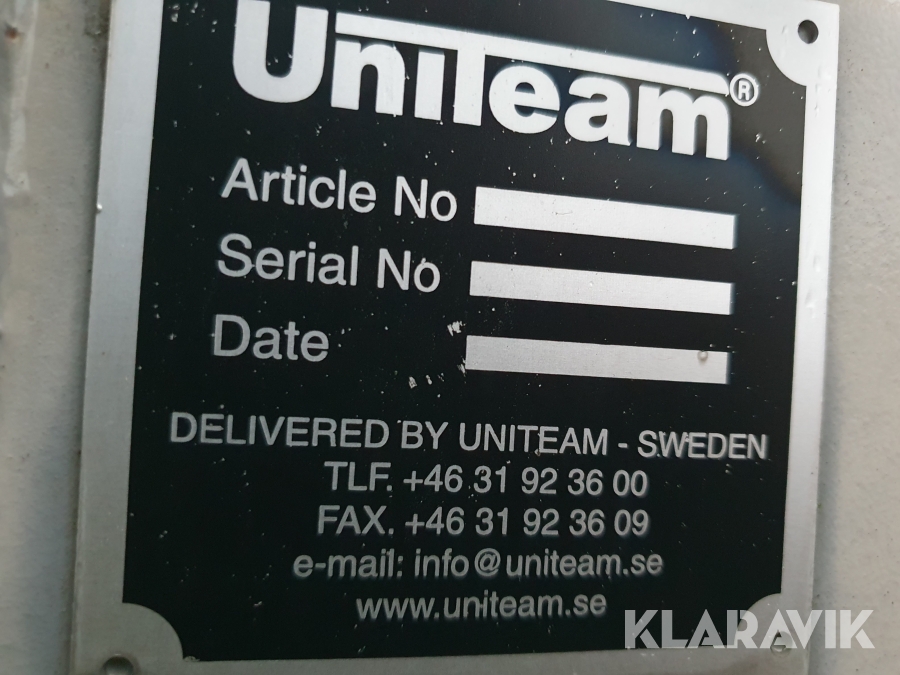 UniTeam®
Article No
Serial No
Date
DELIVERED BY UNITEAM - SWEDEN
TLF. +46 31 92 36 00
FAX. +46 31 92 36 09
e-mail: info@uniteam.se
www.uniteam.se
KLARAVIK